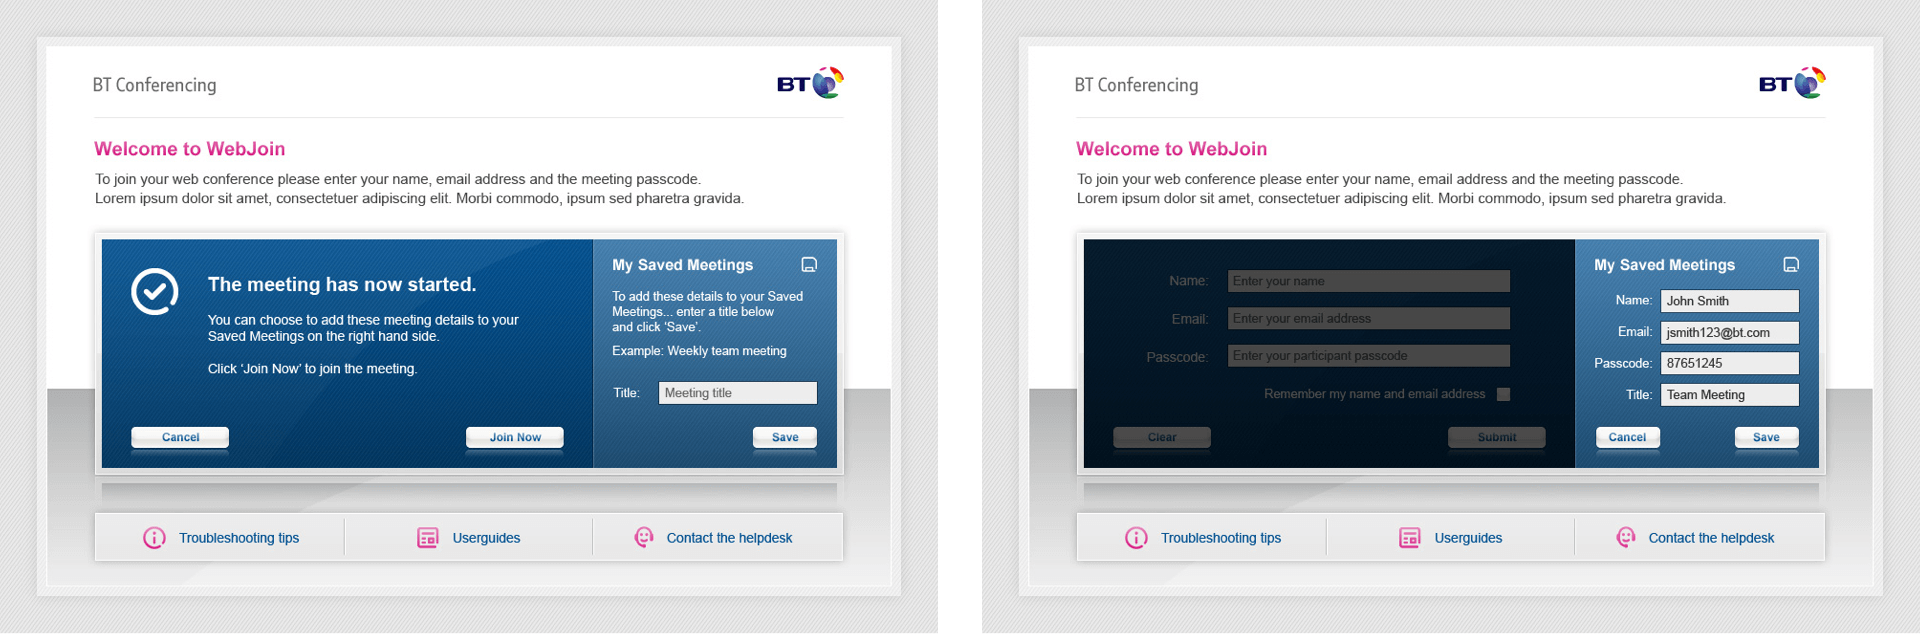 BT Conferencing
BT
Welcome to WebJoin
To join your web conference please enter your name, email address and the meeting passcode.
Lorem ipsum dolor sit amet, consectetuer adipiscing elit. Morbi commodo, ipsum sed pharetra gravida.
The meeting has now started.
You can choose to add these meeting details to your
Saved Meetings on the right hand side.
Click 'Join Now' to join the meeting.
Cancel
Join Now
My Saved Meetings
To add these details to your Saved
Meetings... enter a title below
and click 'Save'.
Example: Weekly team meeting
Title:
Meeting title
Save
Troubleshooting tips
Userguides
Contact the helpdesk
BT Conferencing
BT
Welcome to WebJoin
To join your web conference please enter your name, email address and the meeting passcode.
Lorem ipsum dolor sit amet, consectetuer adipiscing elit. Morbi commodo, ipsum sed pharetra gravida.
Name: Enter your name
Email: Enter your email address
Passcode: Enter your participant passcode
Remember my name and email address
Clear
Submit
My Saved Meetings
Name: John Smith
Email: jsmith123@bt.com
Passcode: 87651245
Title: Team Meeting
Cancel
Save
Troubleshooting tips
Userguides
Contact the helpdesk